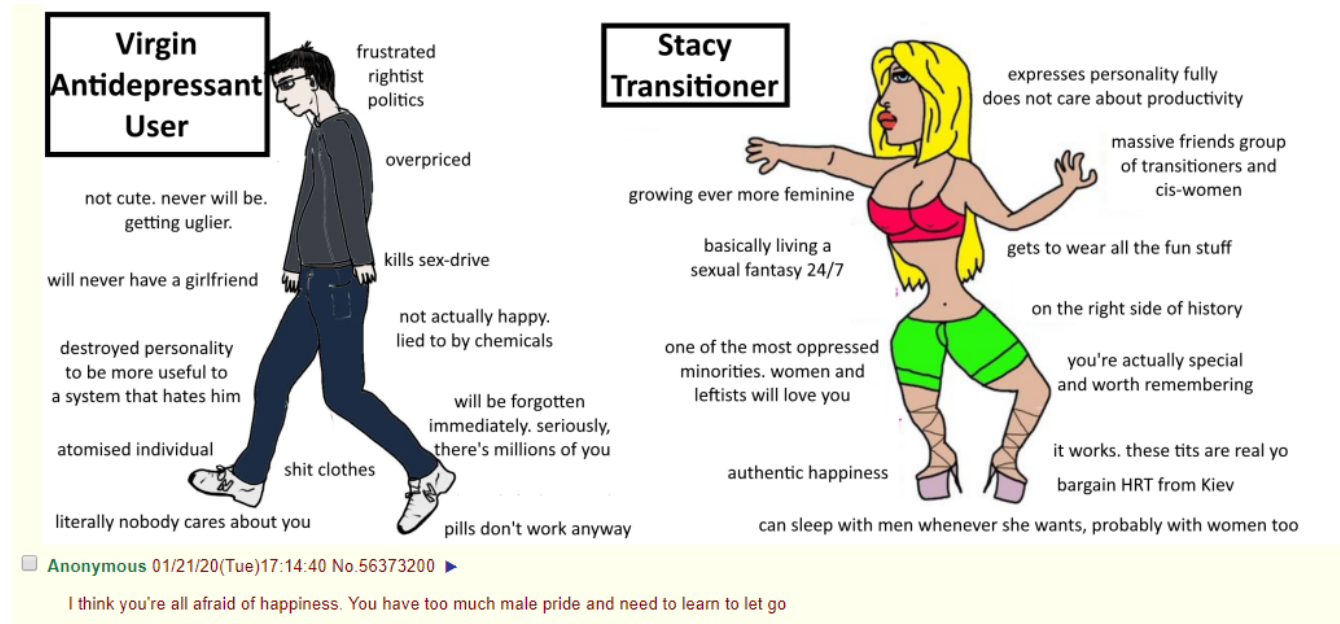 Virgin
Antidepressant
User
frustrated
rightist
politics
overpriced
not cute. never will be.
getting uglier.
kills sex-drive
will never have a girlfriend
not actually happy.
lied to by chemicals
destroyed personality
to be more useful to
a system that hates him
will be forgotten
immediately. seriously,
there's millions of you
atomised individual
shit clothes
literally nobody cares about you
pills don't work anyway
Stacy
Transitioner
expresses personality fully
does not care about productivity
massive friends group
of transitioners and
cis-women
growing ever more feminine
basically living a
sexual fantasy 24/7
gets to wear all the fun stuff
on the right side of history
one of the most oppressed
minorities. women and
leftists will love you
you're actually special
and worth remembering
it works. these tits are real yo
authentic happiness
bargain HRT from Kiev
can sleep with men whenever she wants, probably with women too
Anonymous 01/21/20(Tue)17:14:40 No.56373200 ▶
I think you're all afraid of happiness. You have too much male pride and need to learn to let go